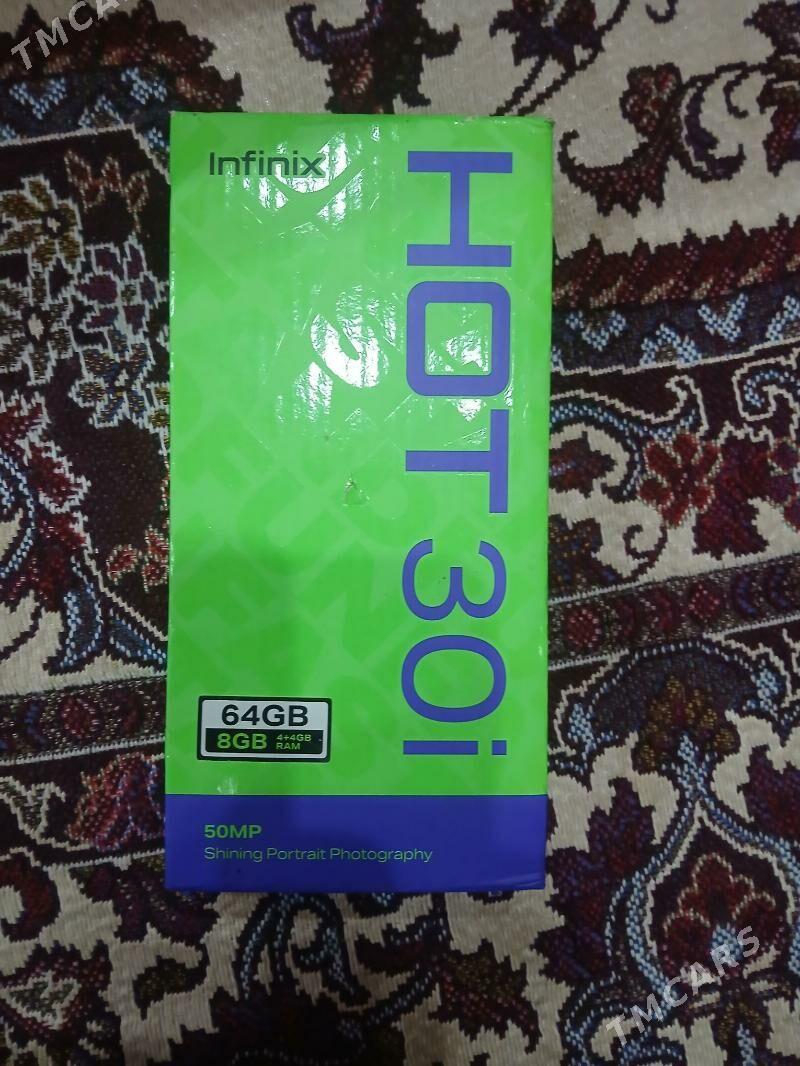 TMCARS
Infinix
HOT 30i
64GB
8GB 4+4GB RAM
50MP
Shining Portrait Photography
TMCARS